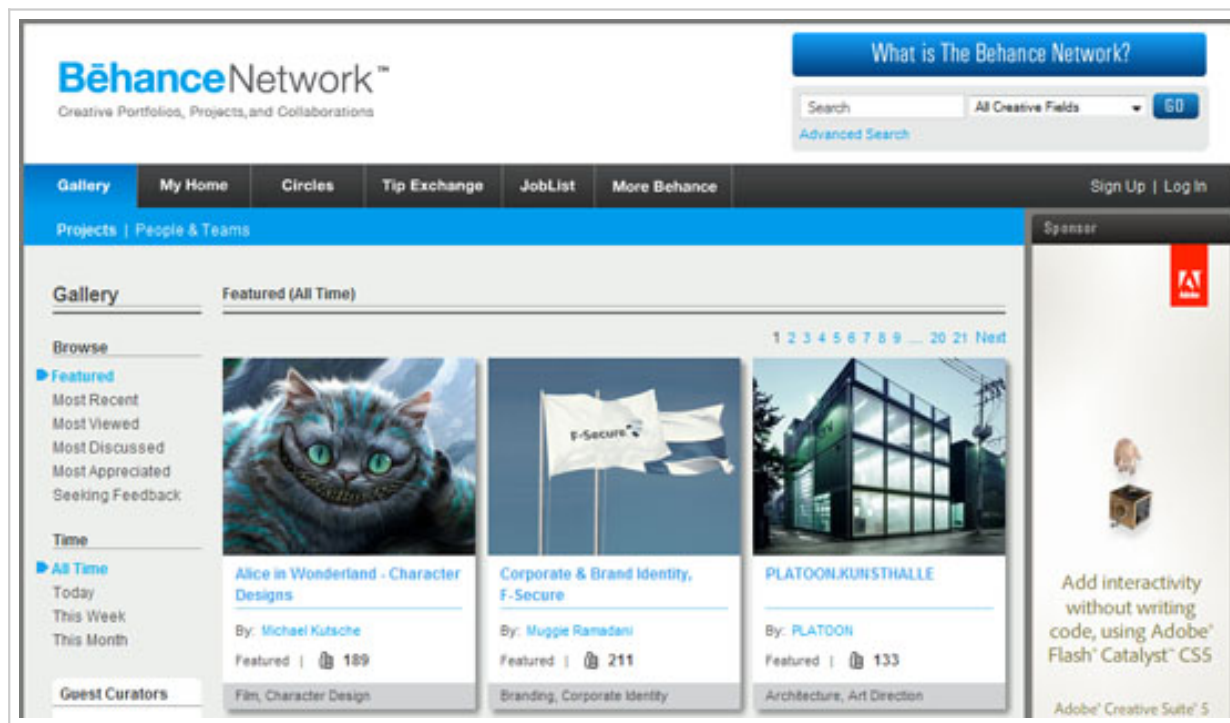 BēhanceNetwork™
Creative Portfolios, Projects, and Collaborations
What is The Behance Network?
Search
All Creative Fields
GO
Advanced Search
Gallery
My Home
Circles
Tip Exchange
JobList
More Behance
Sign Up | Log In
Projects | People & Teams
Sponsor
Adobe
Gallery
Browse
Featured
Most Recent
Most Viewed
Most Discussed
Most Appreciated
Seeking Feedback
Time
All Time
Today
This Week
This Month
Guest Curators
Featured (All Time)
1 2 3 4 5 6 7 8 9 ... 20 21 Next
Alice in Wonderland - Character
Designs
By: Michael Kutsche
Featured | 189
Film, Character Design
F-Secure
Corporate & Brand Identity,
F-Secure
By: Muggie Ramadani
Featured | 211
Branding, Corporate Identity
PLATOON.KUNSTHALLE
By: PLATOON
Featured | 133
Architecture, Art Direction
Add interactivity
without writing
code, using Adobe®
Flash® Catalyst™ CS5
Adobe® Creative Suite® 5